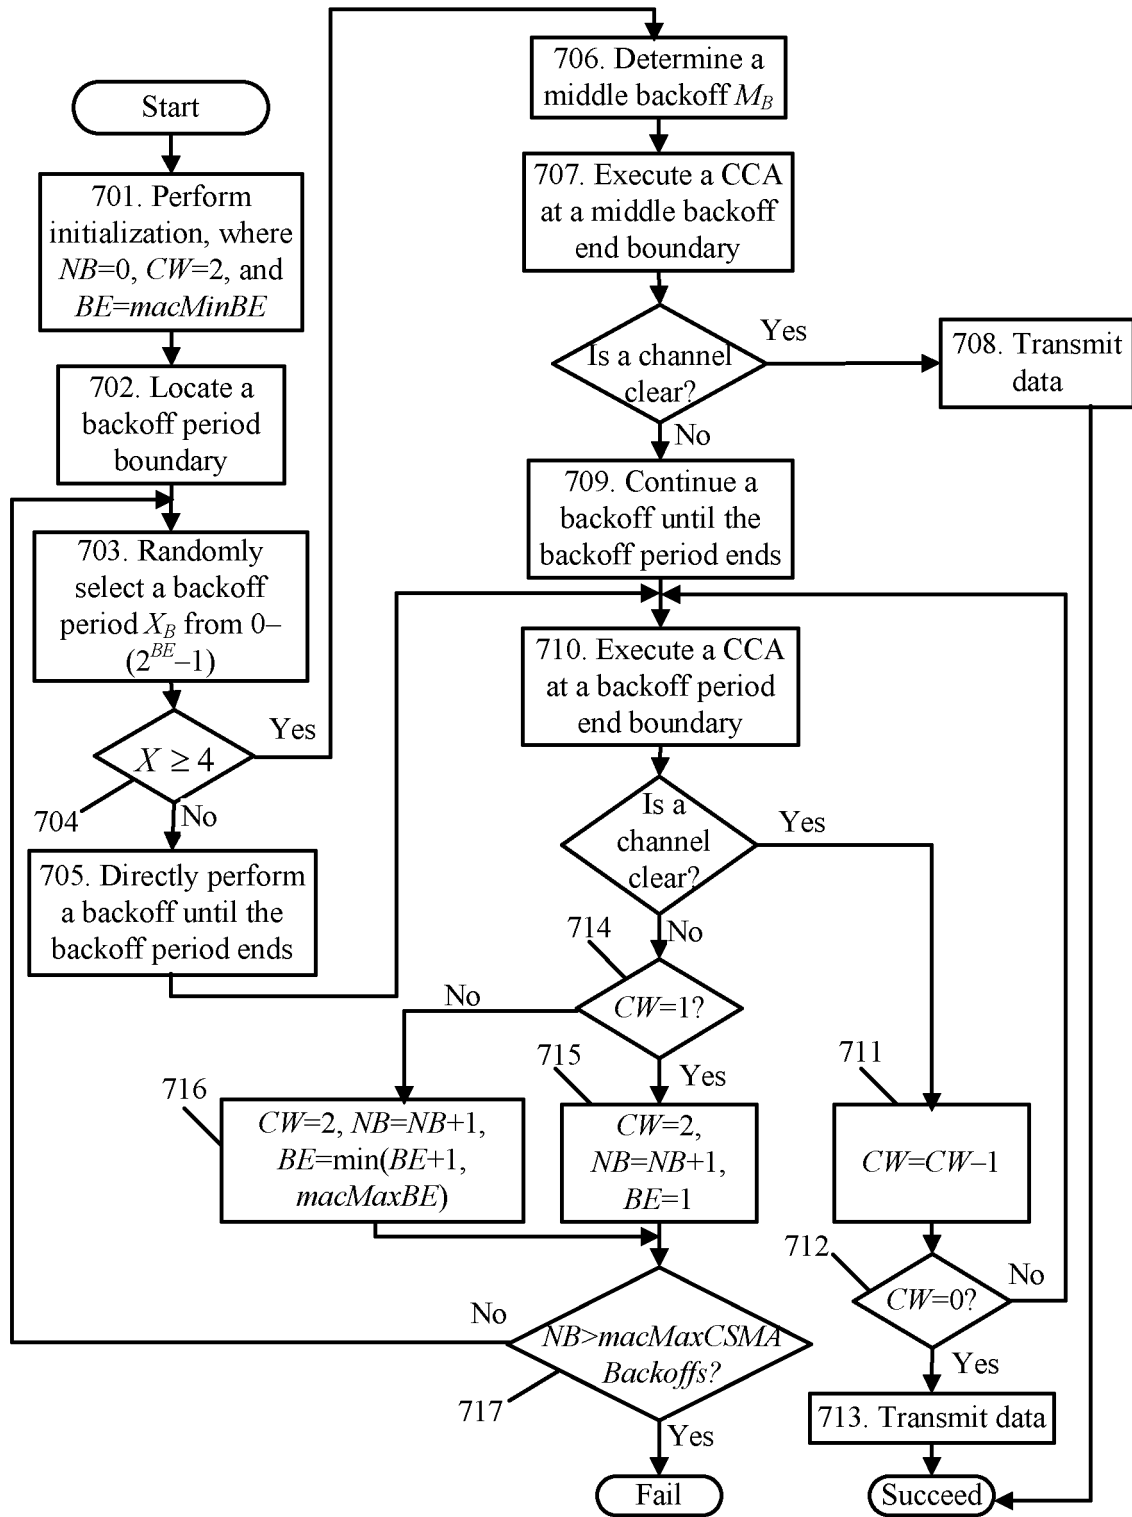 Start
701. Perform
initialization, where
NB=0, CW=2, and
BE=macMinBE
702. Locate a
backoff period
boundary
703. Randomly
select a backoff
period X_B from 0–
(2^{BE}–1)
X ≥ 4
Yes
704
No
705. Directly perform
a backoff until the
backoff period ends
706. Determine a
middle backoff M_B
707. Execute a CCA
at a middle backoff
end boundary
Is a channel
clear?
Yes
708. Transmit
data
No
709. Continue a
backoff until the
backoff period ends
710. Execute a CCA
at a backoff period
end boundary
Is a
channel
clear?
Yes
No
714
CW=1?
No
Yes
716
CW=2, NB=NB+1,
BE=min(BE+1,
macMaxBE)
715
CW=2,
NB=NB+1,
BE=1
711
CW=CW–1
712
CW=0?
No
Yes
713. Transmit data
Succeed
NB>macMaxCSMA
Backoffs?
No
717
Yes
Fail